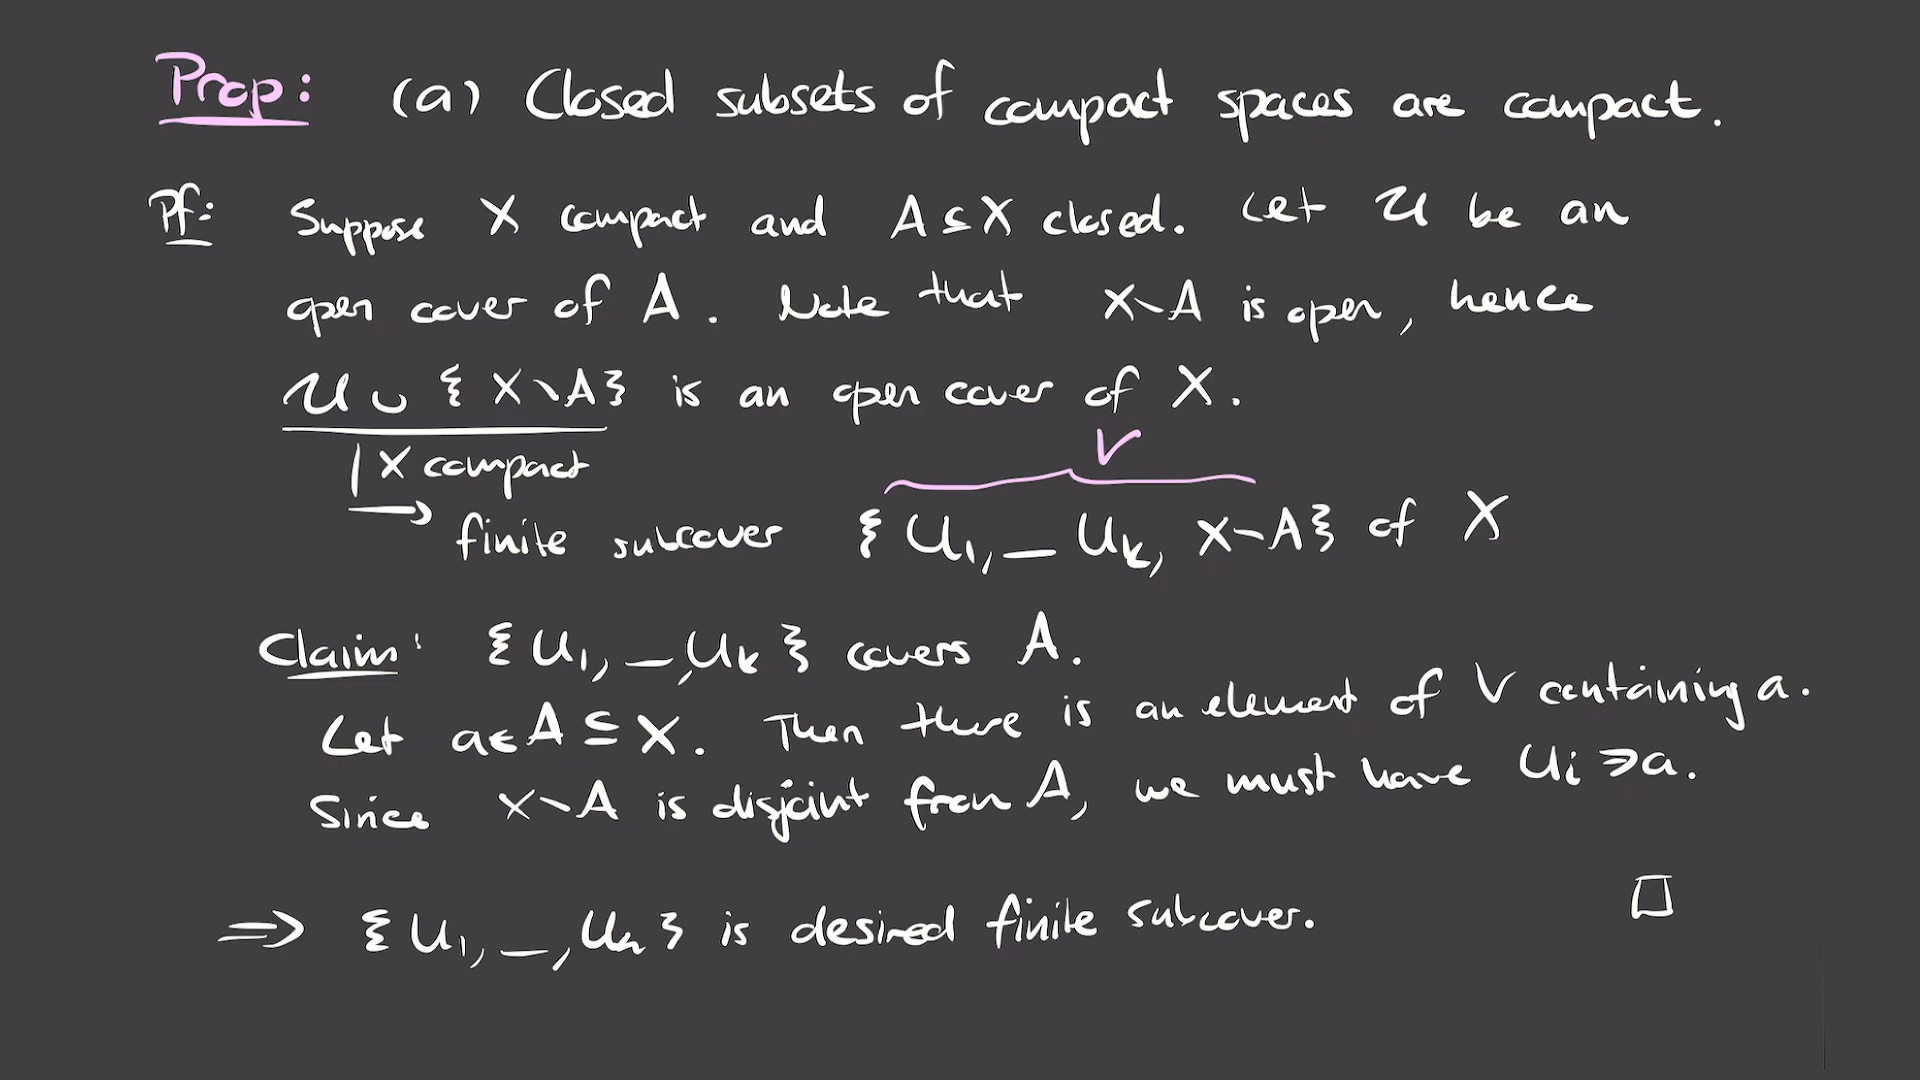 Prop: (a) Closed subsets of compact spaces are compact.
Pf: Suppose X compact and A ⊆ X closed. Let 𝒰 be an
open cover of A. Note that X∖A is open, hence
𝒰 ∪ { X∖A } is an open cover of X.
V
X compact
→ finite subcover { U₁, — Uₖ, X∖A } of X
Claim: { U₁, —, Uₖ } covers A.
Let a ∈ A ⊆ X. Then there is an element of V containing a.
Since X∖A is disjoint from A, we must have Uᵢ ∋ a.
⇒ { U₁, —, Uₙ } is desired finite subcover. □